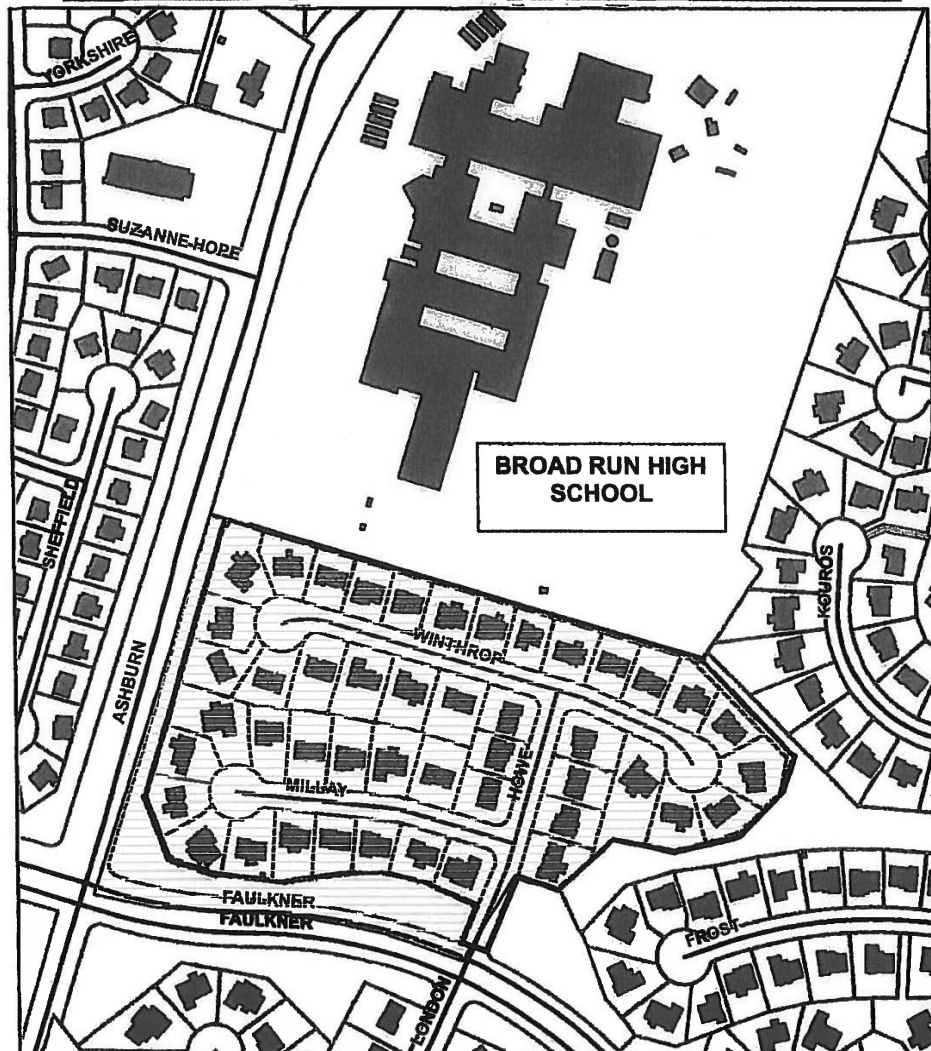 YORKSHIRE
SUZANNE-HOPE
BROAD RUN HIGH
SCHOOL
SHEFFIELD
KOUROS
ASHBURN
WINTHROP
HOWE
MILLAY
FAULKNER
FAULKNER
FROST
LONDON